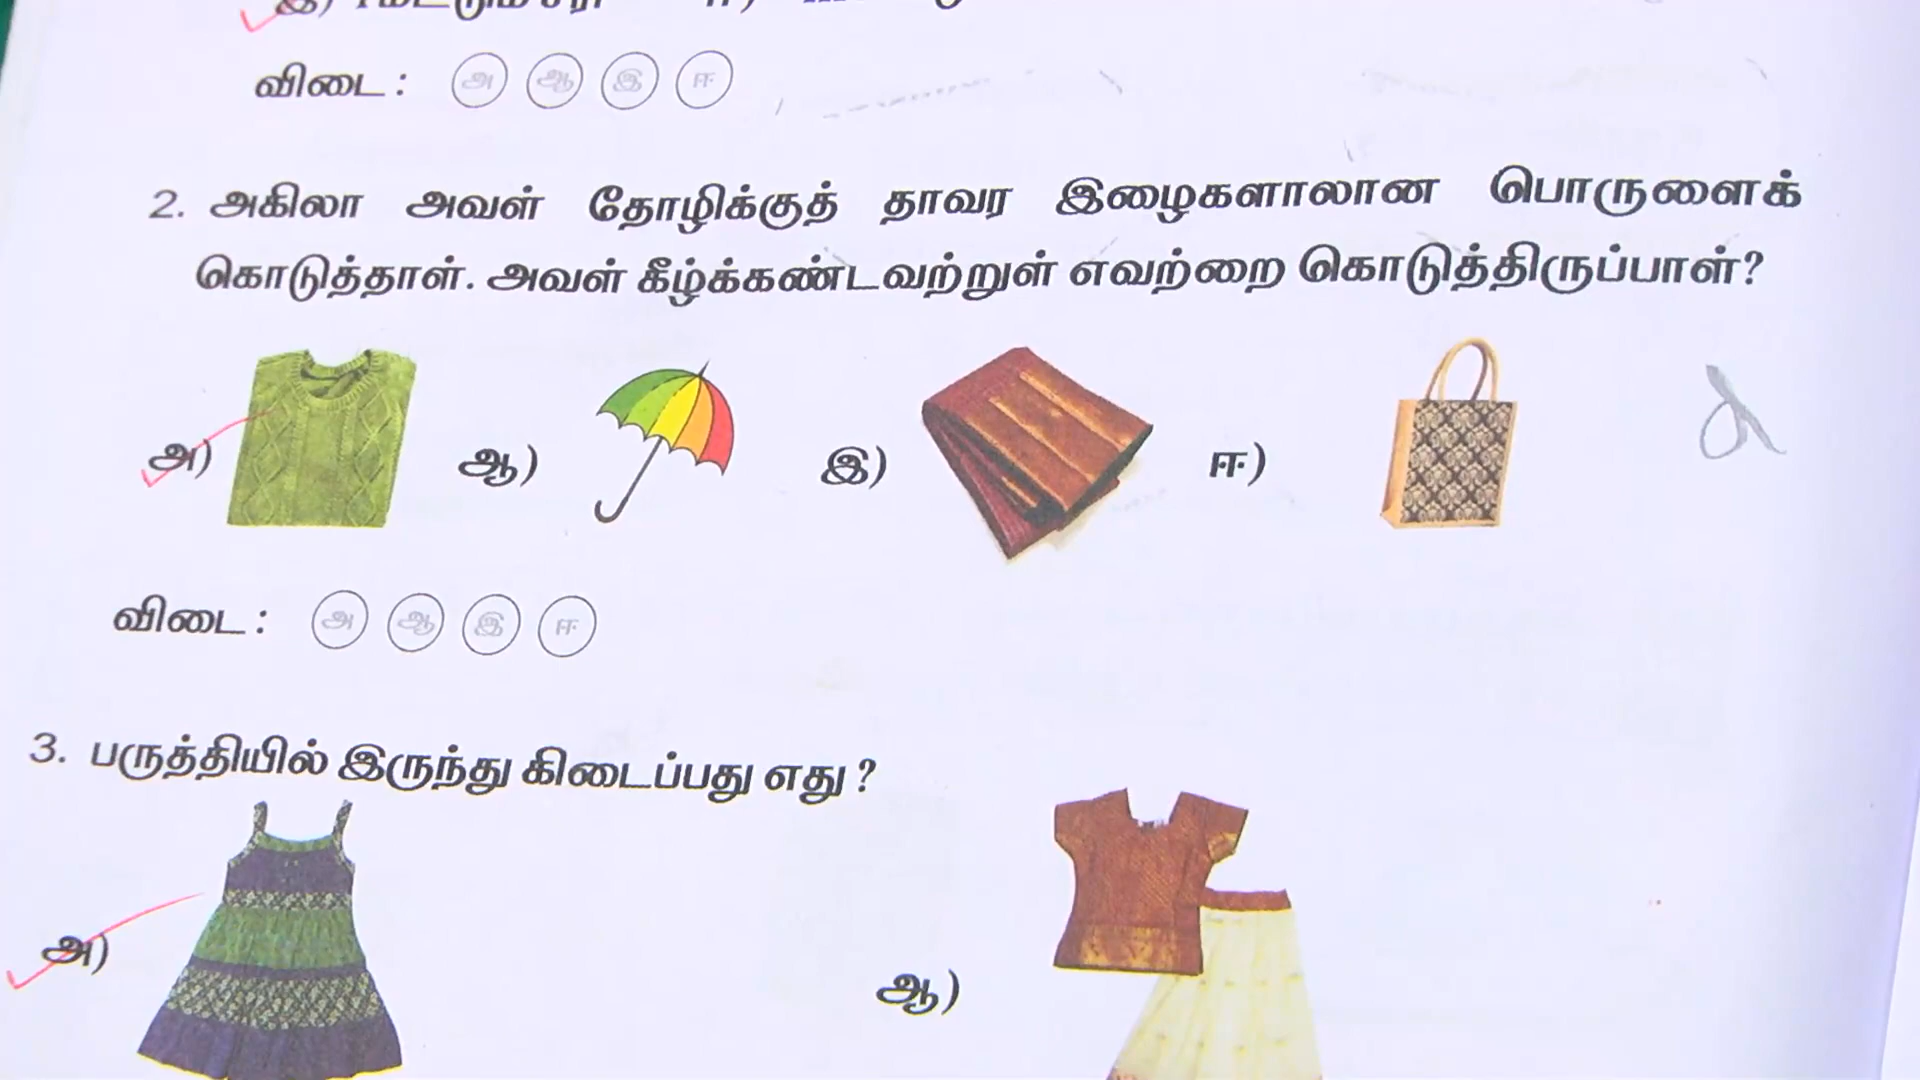 விடை : அ ஆ இ ஈ
2. அகிலா அவள் தோழிக்குத் தாவர இழைகளாலான பொருளைக்
கொடுத்தாள். அவள் கீழ்க்கண்டவற்றுள் எவற்றை கொடுத்திருப்பாள்?
அ) ஆ) இ) ஈ)
விடை : அ ஆ இ ஈ
3. பருத்தியில் இருந்து கிடைப்பது எது ?
அ) ஆ)